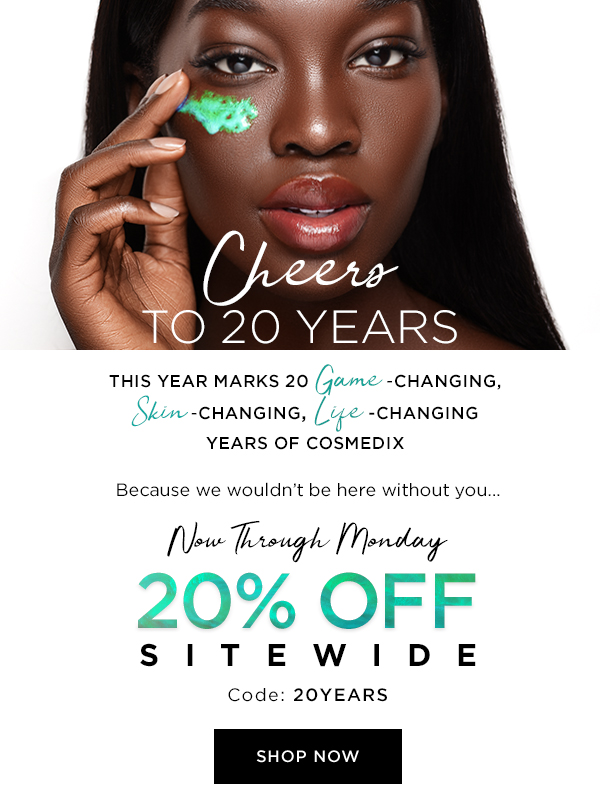 Cheers
TO 20 YEARS
THIS YEAR MARKS 20 Game-CHANGING,
Skin-CHANGING, Life-CHANGING
YEARS OF COSMEDIX
Because we wouldn't be here without you...
Now Through Monday
20% OFF
SITEWIDE
Code: 20YEARS
SHOP NOW